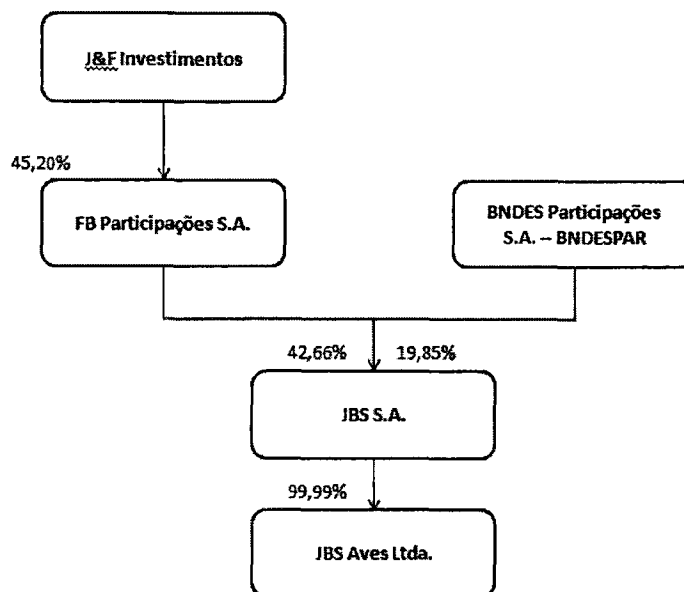 J&F Investimentos
45,20%
FB Participações S.A.
BNDES Participações
S.A. – BNDESPAR
42,66%
19,85%
JBS S.A.
99,99%
JBS Aves Ltda.